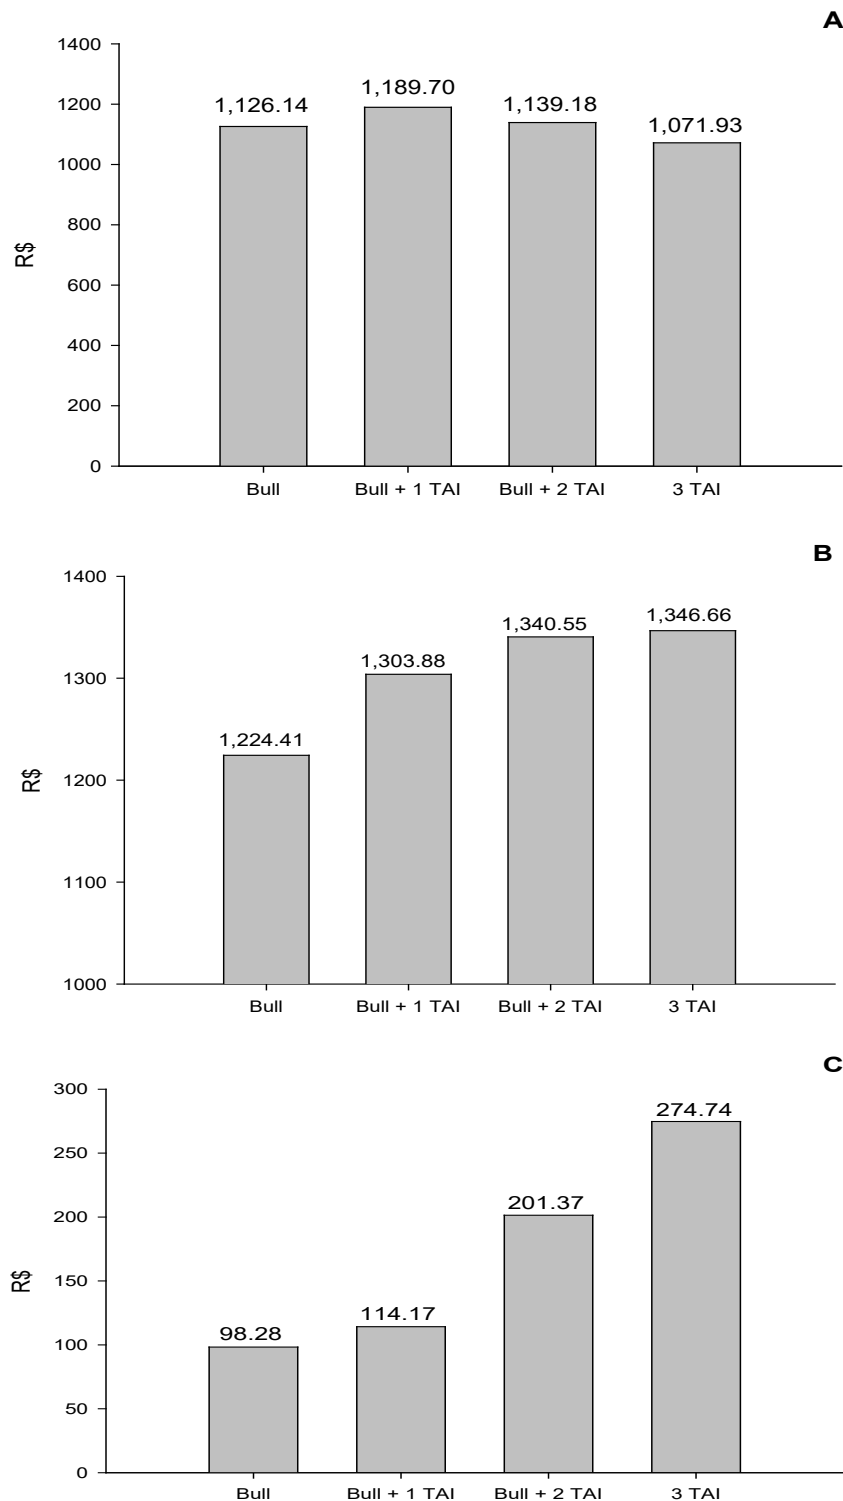 A
1400
1,189.70
1,126.14
1,139.18
1200
1,071.93
1000
800
R$
600
400
200
0
Bull
Bull + 1 TAI
Bull + 2 TAI
3 TAI
B
1400
1,340.55
1,346.66
1,303.88
1300
1,224.41
1200
R$
1100
1000
Bull
Bull + 1 TAI
Bull + 2 TAI
3 TAI
C
300
274.74
250
201.37
200
150
R$
114.17
98.28
100
50
0
Bull
Bull + 1 TAI
Bull + 2 TAI
3 TAI